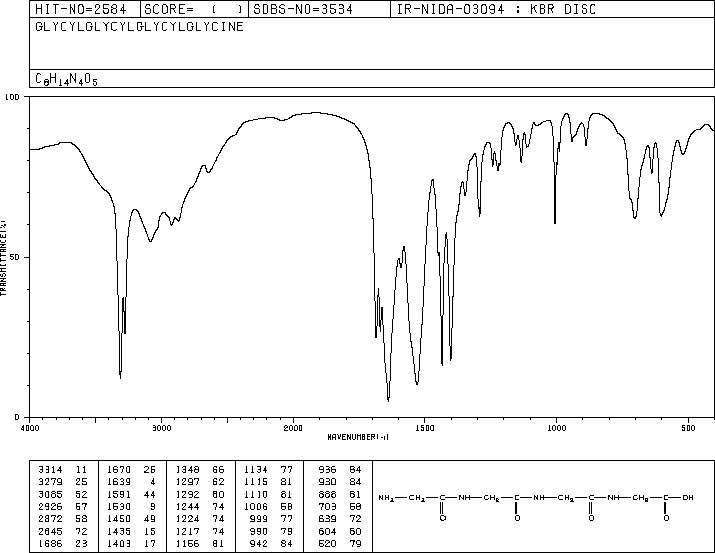 HIT-NO=2584 SCORE= ( ) SDBS-NO=3534 IR-NIDA-03094 : KBR DISC
GLYCYLGLYCYLGLYCYLGLYCINE
C8H14N4O5
100
50
0
TRANSMITTANCE(%)
4000 3000 2000 1500 1000 500
WAVENUMBER(-1)
3314 11 1670 26 1348 66 1134 77 936 84
3279 25 1639 4 1297 62 1115 81 930 84
3085 52 1591 44 1292 60 1110 81 888 81
2926 57 1530 9 1244 74 1006 58 703 58
2872 58 1450 49 1224 74 999 77 639 72
2645 72 1435 15 1217 74 990 79 604 60
1686 23 1403 17 1156 81 942 84 520 79
NH2 CH2 C NH CH2 C NH CH2 C NH CH2 C OH
O O O O